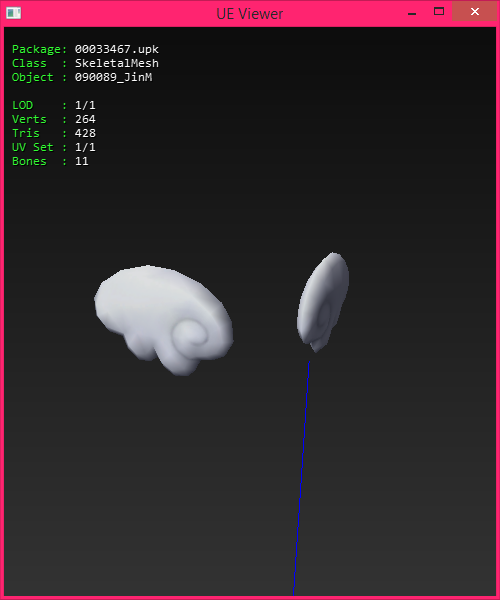 UE Viewer
Package: 00033467.upk
Class : SkeletalMesh
Object : 090089_JinM
LOD : 1/1
Verts : 264
Tris : 428
UV Set : 1/1
Bones : 11